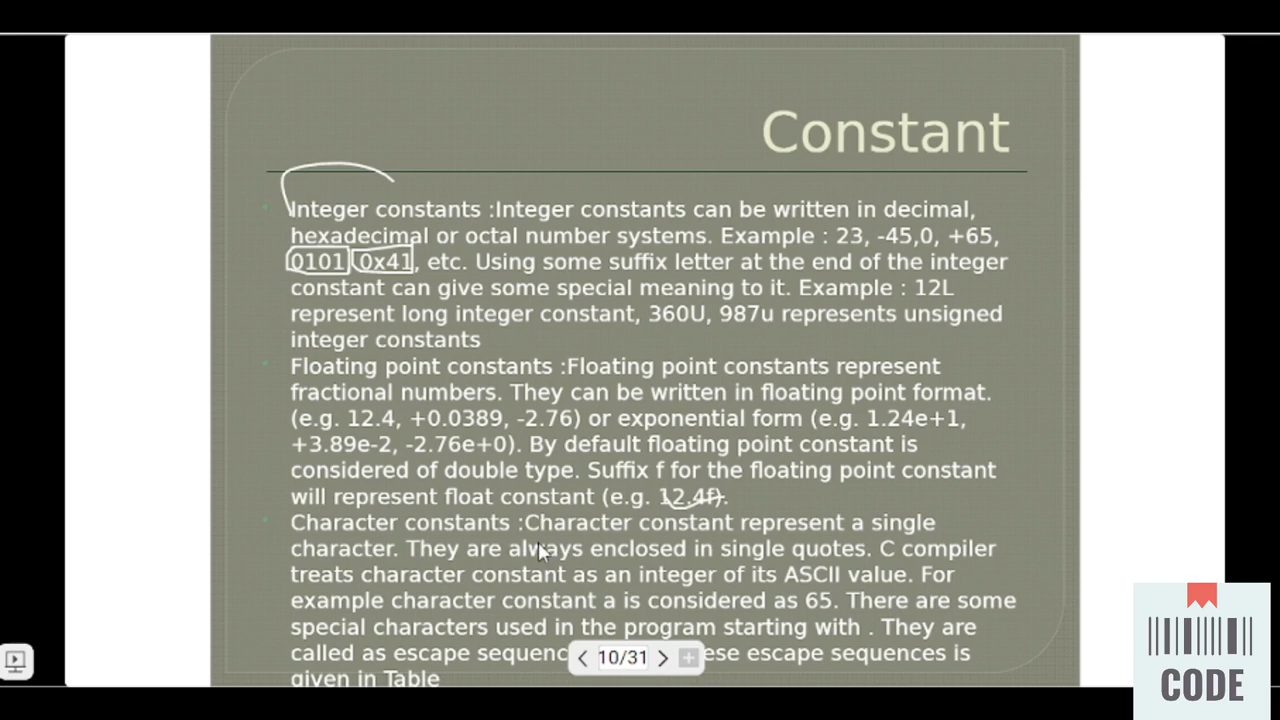 Constant
Integer constants :Integer constants can be written in decimal,
hexadecimal or octal number systems. Example : 23, -45,0, +65,
0101 0x41, etc. Using some suffix letter at the end of the integer
constant can give some special meaning to it. Example : 12L
represent long integer constant, 360U, 987u represents unsigned
integer constants
Floating point constants :Floating point constants represent
fractional numbers. They can be written in floating point format.
(e.g. 12.4, +0.0389, -2.76) or exponential form (e.g. 1.24e+1,
+3.89e-2, -2.76e+0). By default floating point constant is
considered of double type. Suffix f for the floating point constant
will represent float constant (e.g. 12.4f).
Character constants :Character constant represent a single
character. They are always enclosed in single quotes. C compiler
treats character constant as an integer of its ASCII value. For
example character constant a is considered as 65. There are some
special characters used in the program starting with . They are
called as escape escape sequences is
given in Table
10/31
CODE